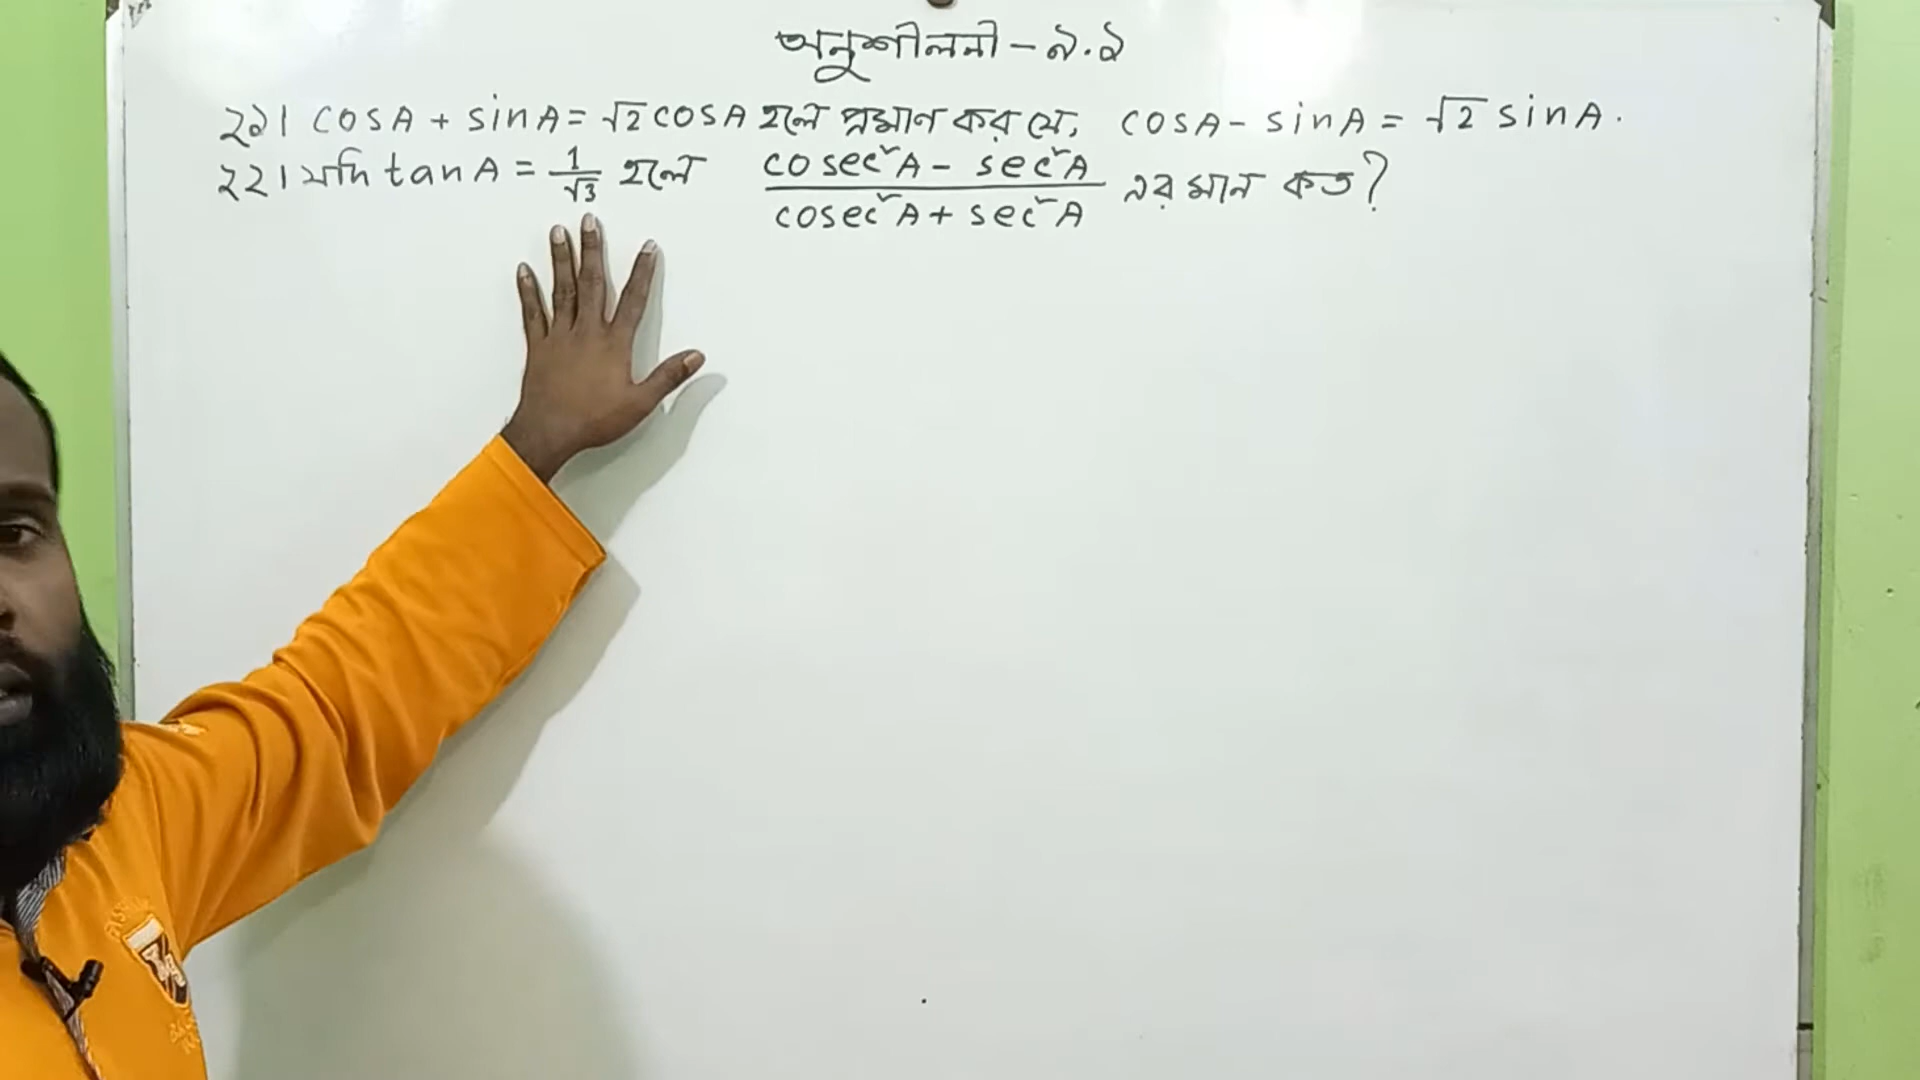 অনুশীলনী - ৯.১
২১। cosA + sinA = √2 cosA হলে প্রমাণ কর যে, cosA - sinA = √2 sinA.
২২। যদি tanA = 1/√3 হলে (cosec²A - sec²A)/(cosec²A + sec²A) এর মান কত?